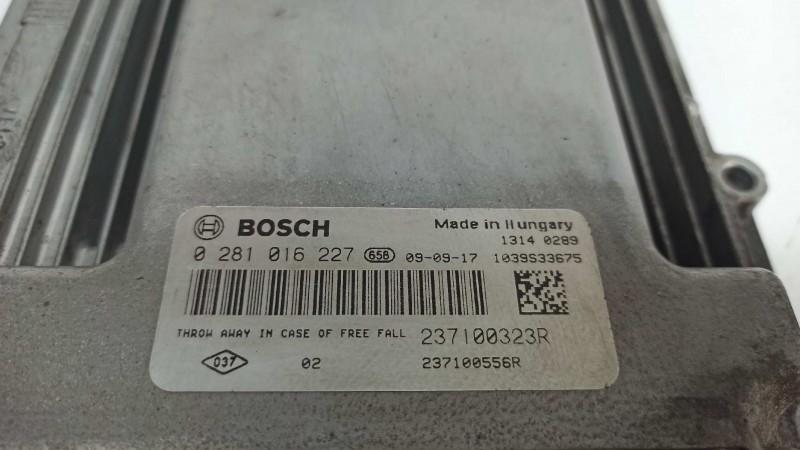 BOSCH
Made in Hungary
1314 0289
0 281 016 227 658 09-09-17 1039S33675
THROW AWAY IN CASE OF FREE FALL 237100323R
037 02 237100556R